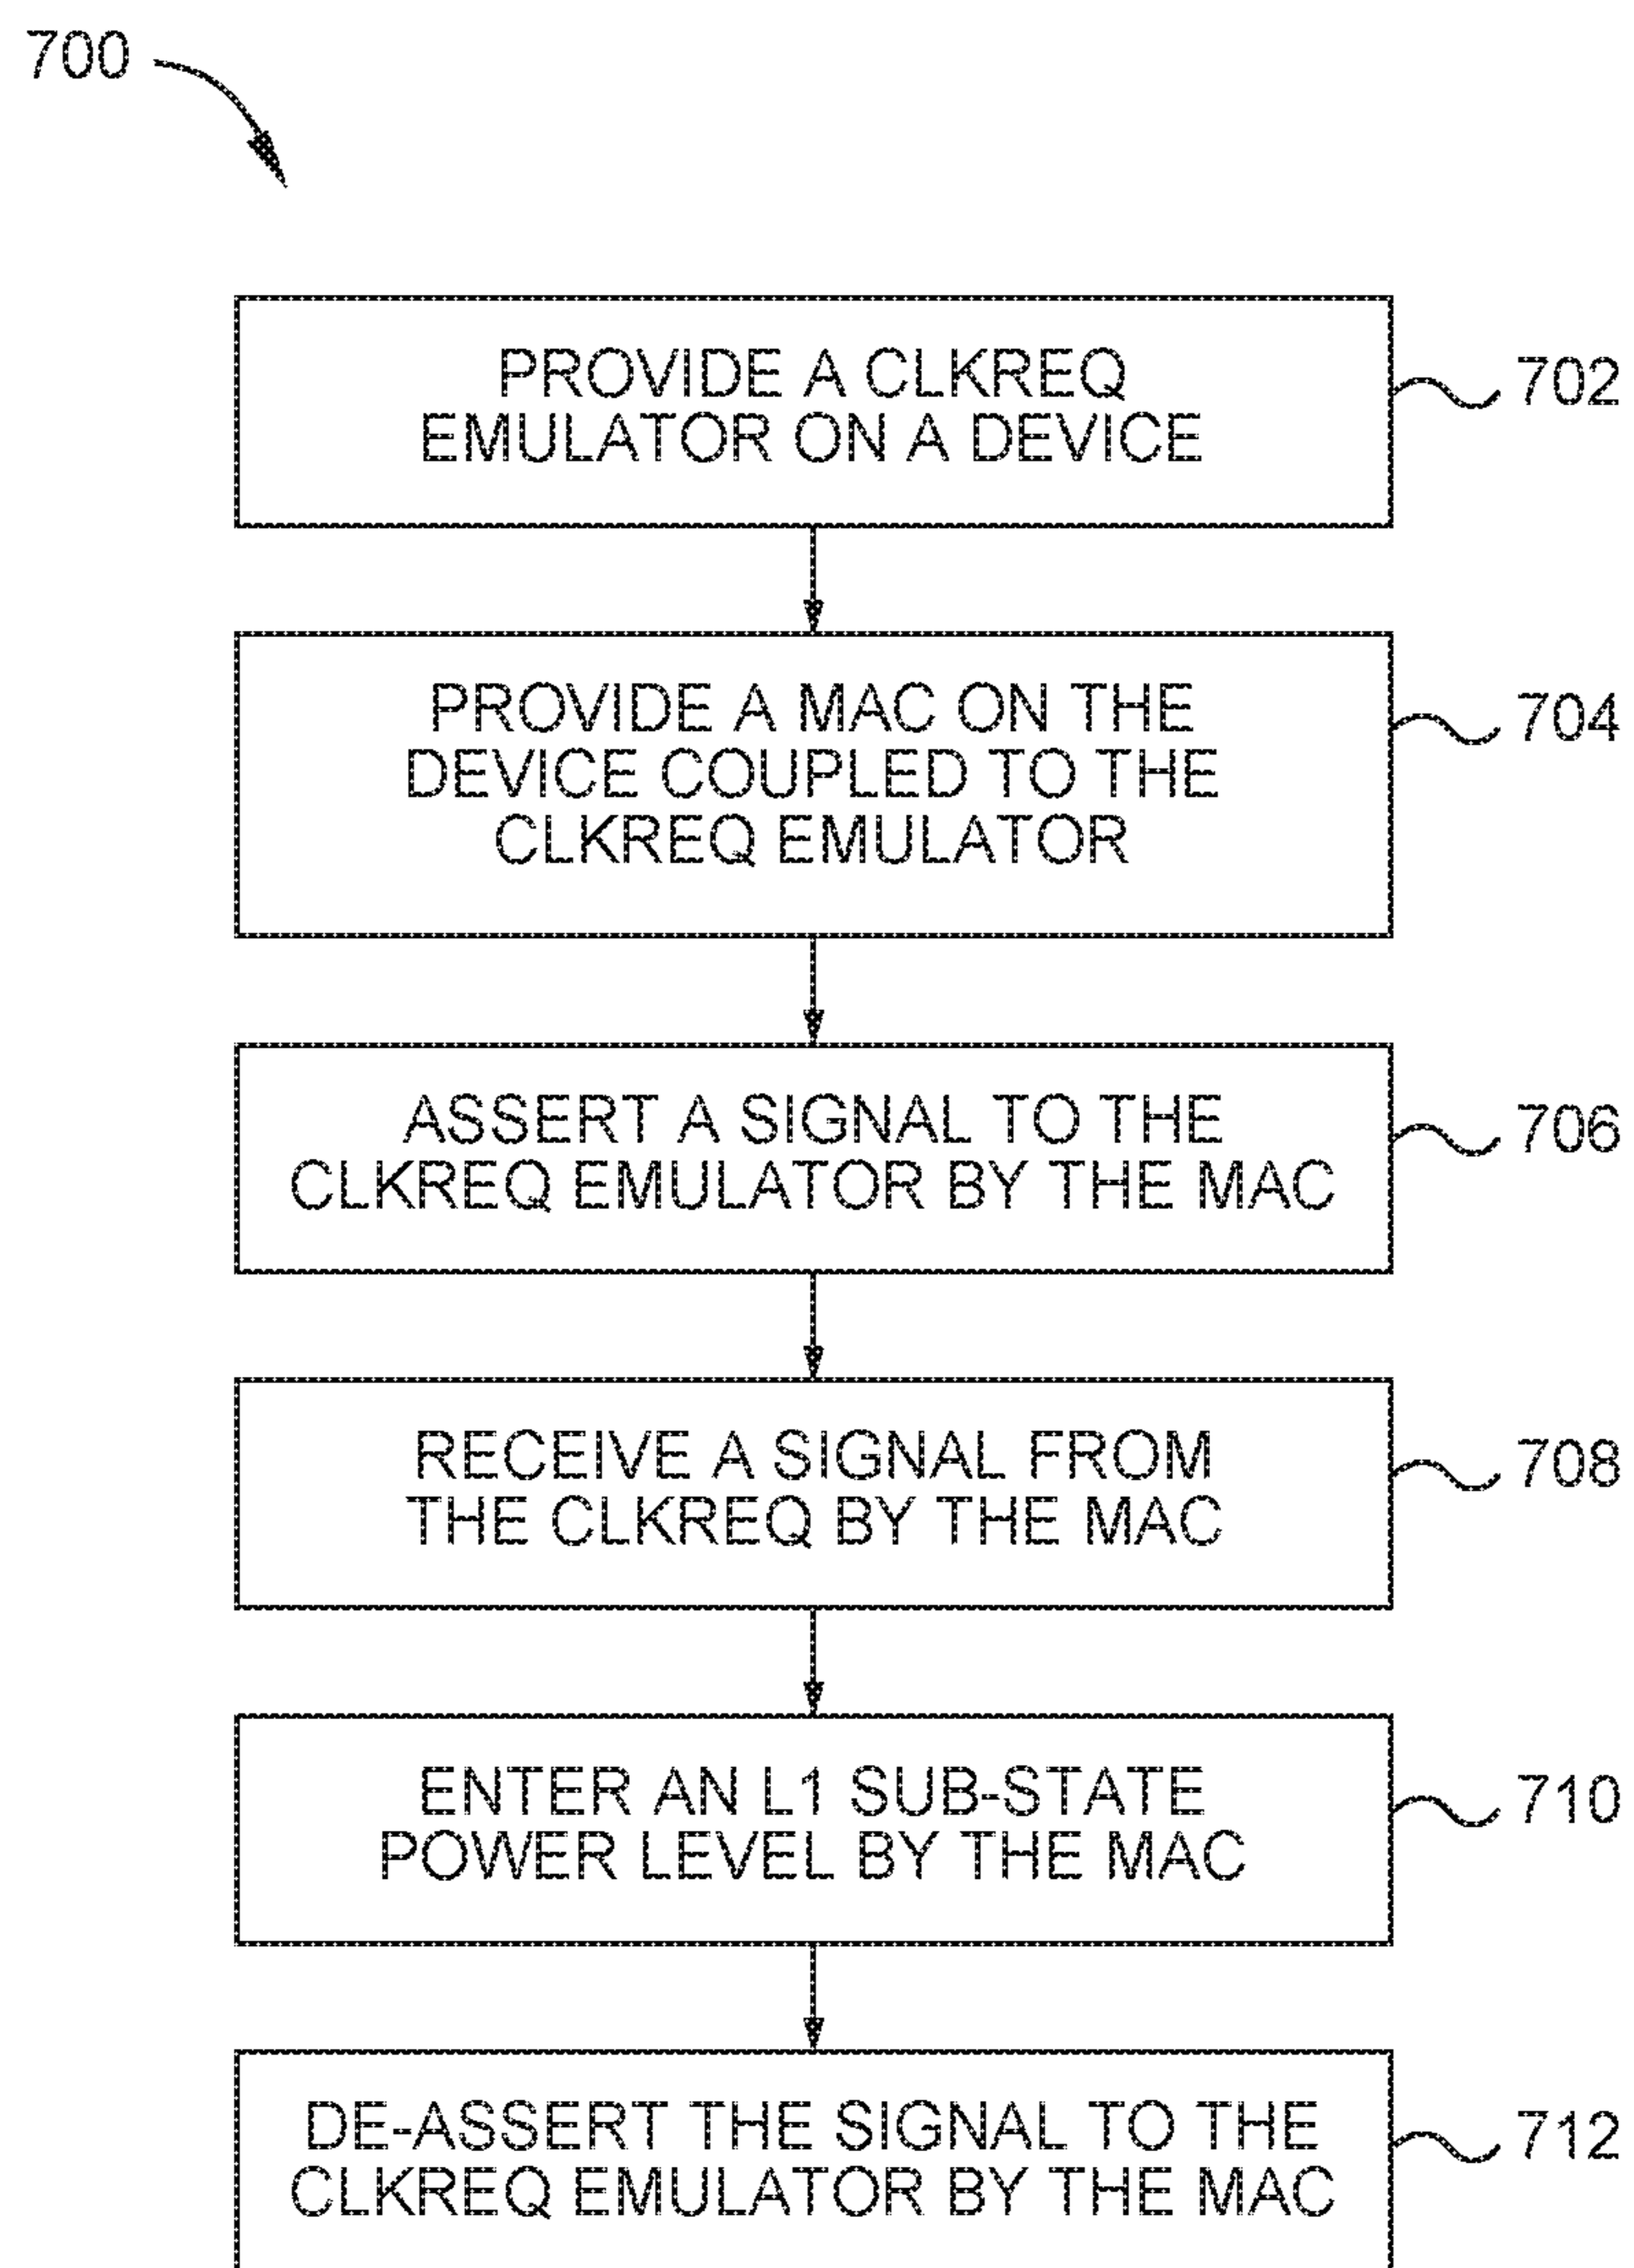 700
PROVIDE A CLKREQ
EMULATOR ON A DEVICE
702
PROVIDE A MAC ON THE
DEVICE COUPLED TO THE
CLKREQ EMULATOR
704
ASSERT A SIGNAL TO THE
CLKREQ EMULATOR BY THE MAC
706
RECEIVE A SIGNAL FROM
THE CLKREQ BY THE MAC
708
ENTER AN L1 SUB-STATE
POWER LEVEL BY THE MAC
710
DE-ASSERT THE SIGNAL TO THE
CLKREQ EMULATOR BY THE MAC
712